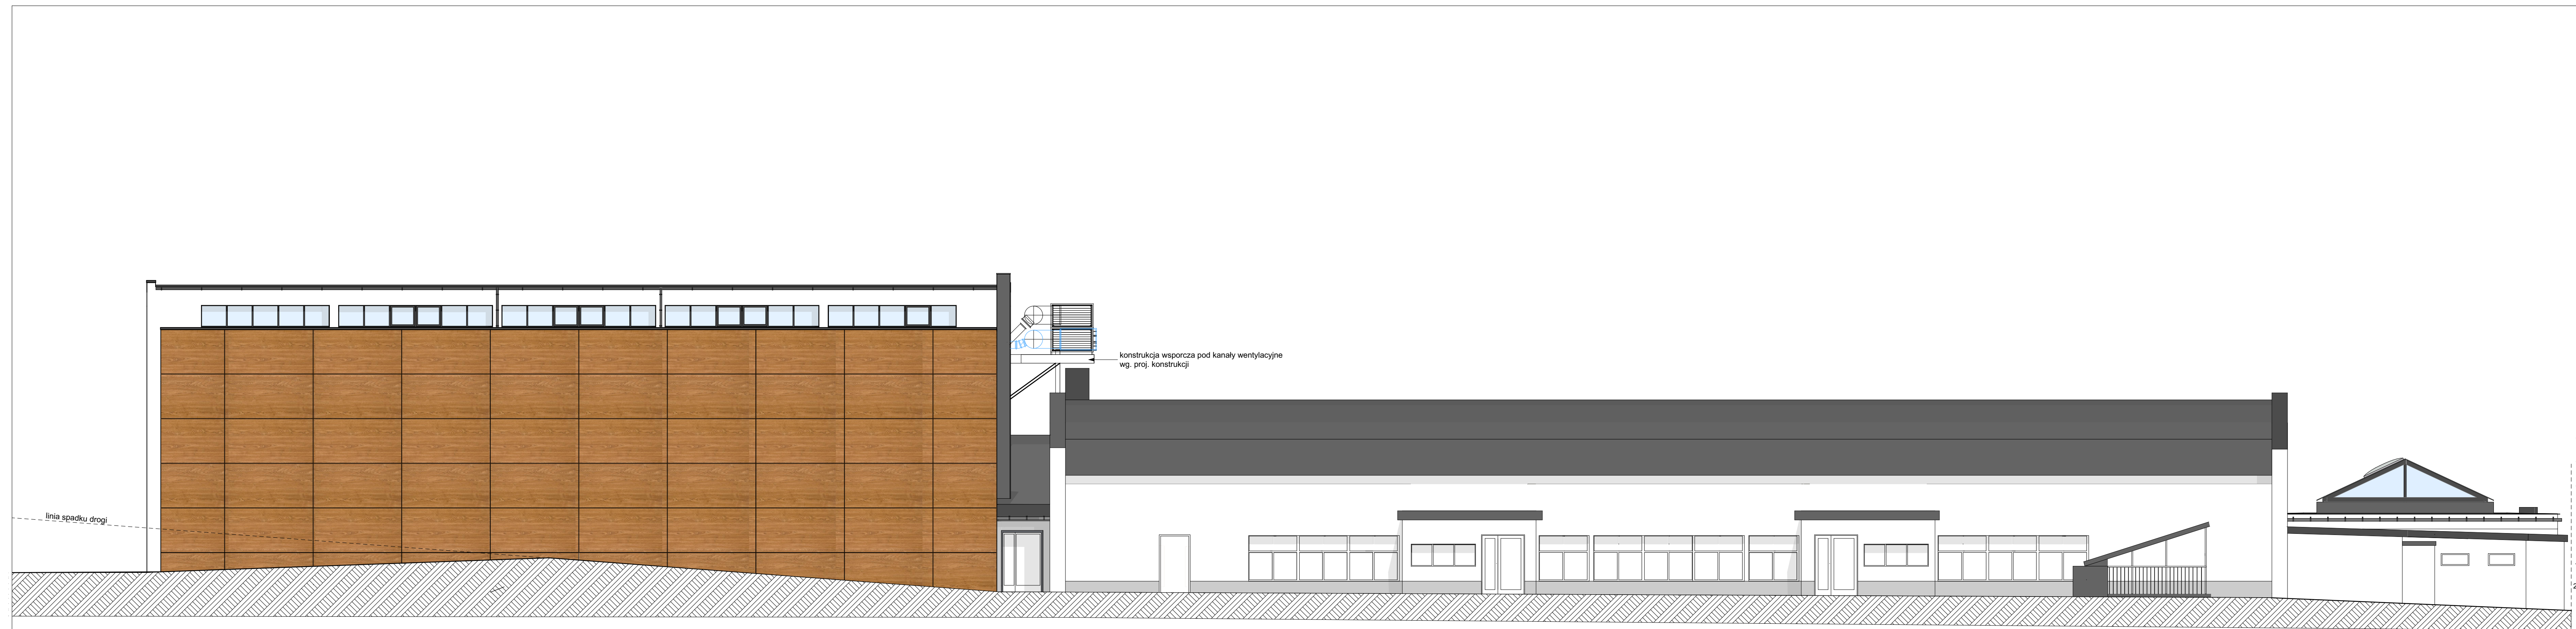 konstrukcja wsporcza pod kanały wentylacyjne
wg. proj. konstrukcji
linia spadku drogi